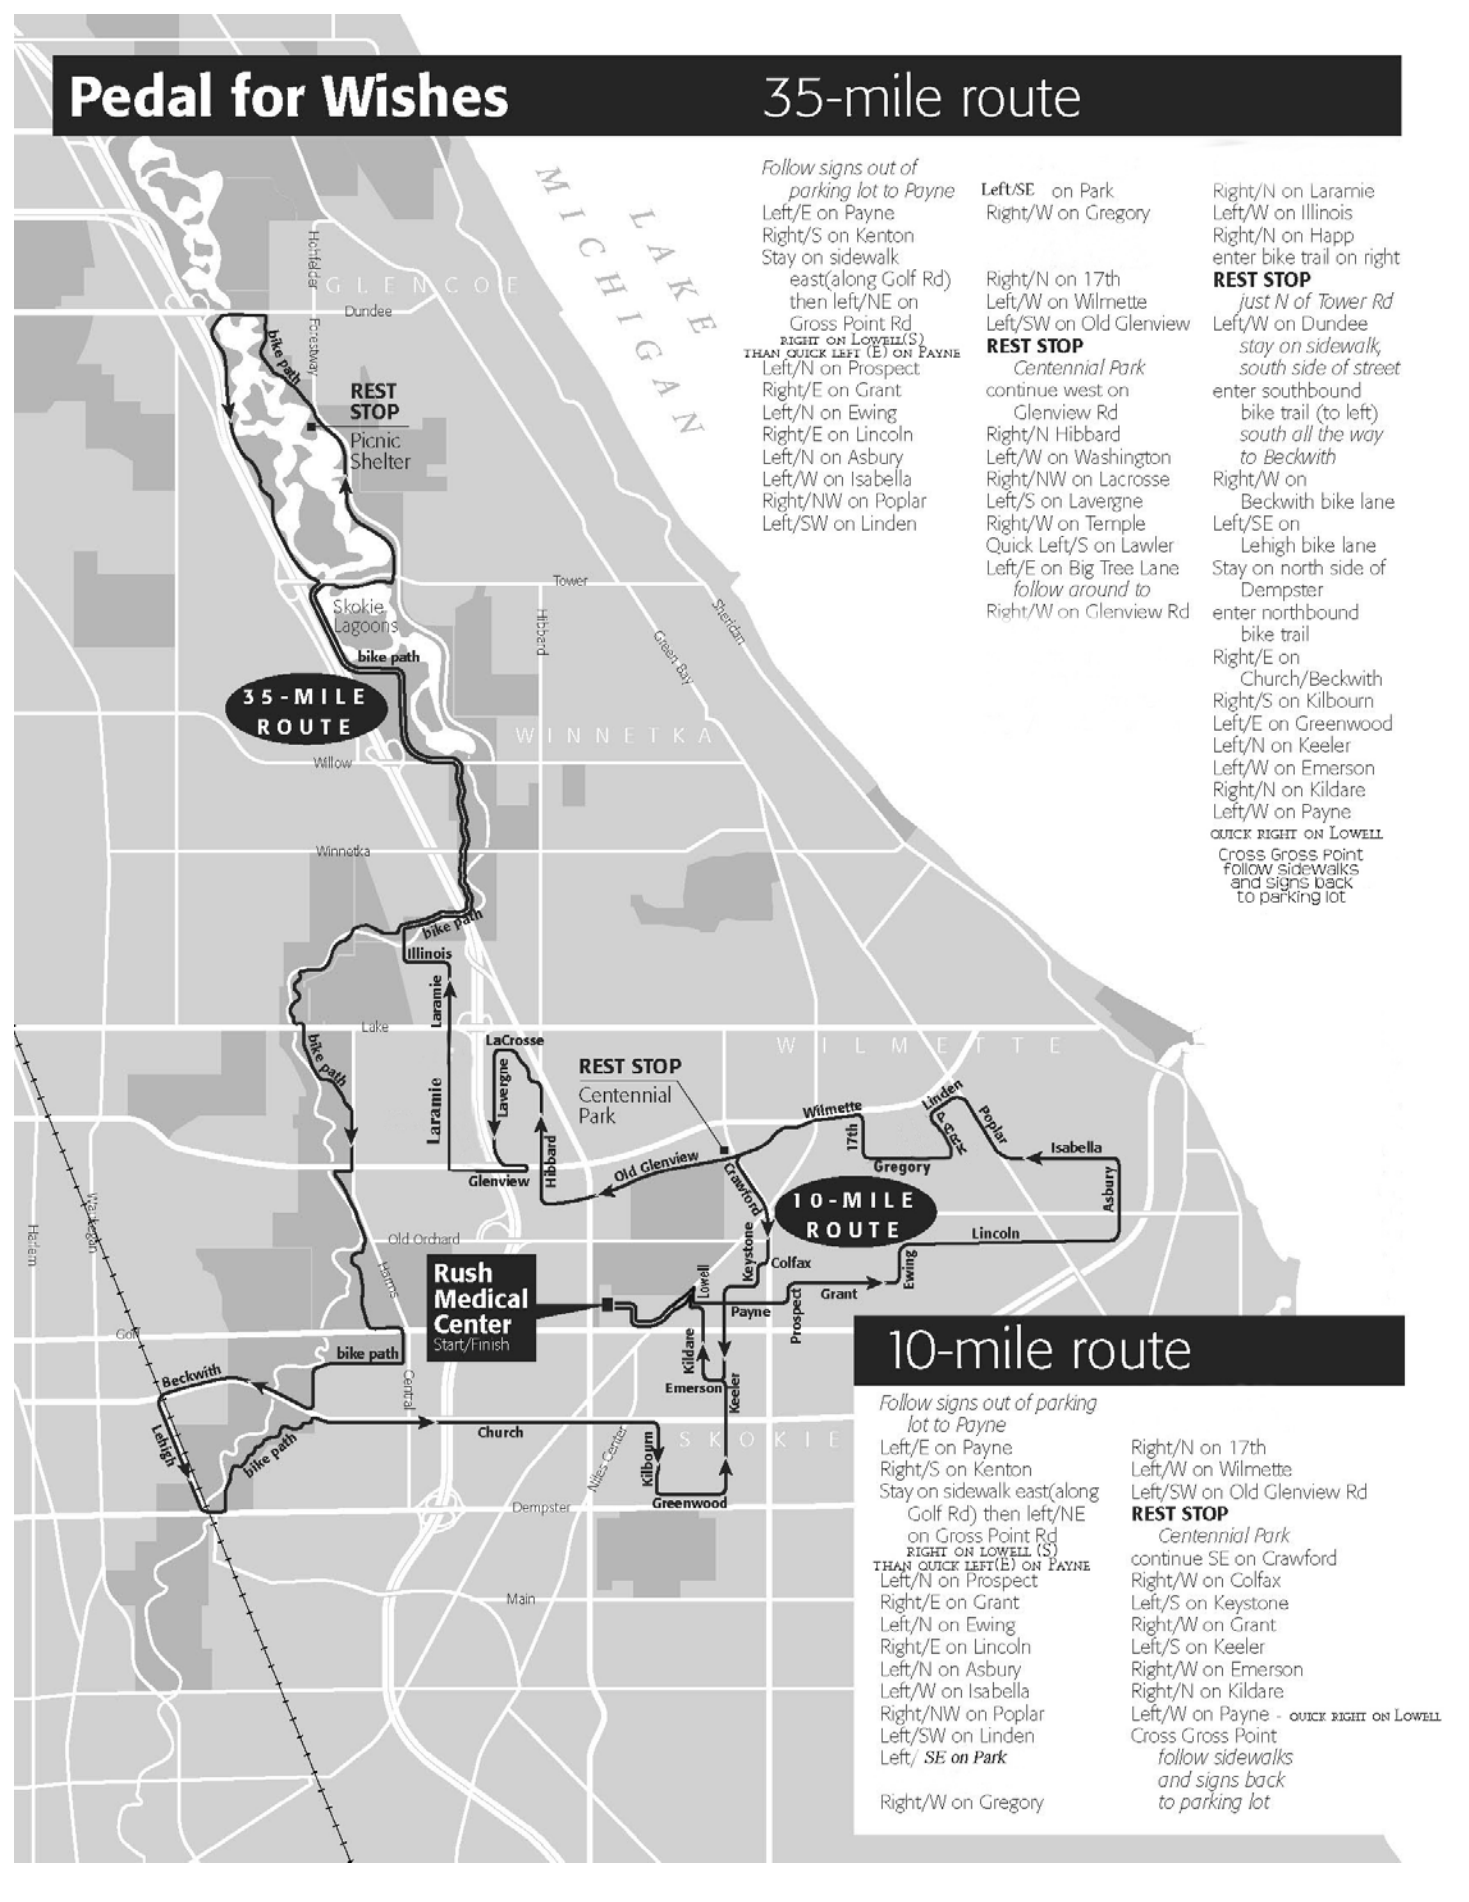 Pedal for Wishes
35-mile route
Follow signs out of
parking lot to Payne
Left/E on Payne
Right/S on Kenton
Stay on sidewalk
east(along Golf Rd)
then left/NE on
Gross Point Rd
RIGHT ON LOWELL(S)
THAN QUICK LEFT (E) ON PAYNE
Left/N on Prospect
Right/E on Grant
Left/N on Ewing
Right/E on Lincoln
Left/N on Asbury
Left/W on Isabella
Right/NW on Poplar
Left/SW on Linden
Left/SE on Park
Right/W on Gregory
Right/N on 17th
Left/W on Wilmette
Left/SW on Old Glenview
REST STOP
Centennial Park
continue west on
Glenview Rd
Right/N Hibbard
Left/W on Washington
Right/NW on Lacrosse
Left/S on Lavergne
Right/W on Temple
Quick Left/S on Lawler
Left/E on Big Tree Lane
follow around to
Right/W on Glenview Rd
Right/N on Laramie
Left/W on Illinois
Right/N on Happ
enter bike trail on right
REST STOP
just N of Tower Rd
Left/W on Dundee
stay on sidewalk,
south side of street
enter southbound
bike trail (to left)
south all the way
to Beckwith
Right/W on
Beckwith bike lane
Left/SE on
Lehigh bike lane
Stay on north side of
Dempster
enter northbound
bike trail
Right/E on
Church/Beckwith
Right/S on Kilbourn
Left/E on Greenwood
Left/N on Keeler
Left/W on Emerson
Right/N on Kildare
Left/W on Payne
QUICK RIGHT ON LOWELL
Cross Gross Point
follow sidewalks
and signs back
to parking lot
LAKE
MICHIGAN
Hohfelder
GLENCOE
Dundee
Forestway
bike path
REST
STOP
Picnic
Shelter
Tower
Skokie
Lagoons
Hibbard
Sheridan
Green Bay
bike path
35-MILE
ROUTE
WINNETKA
Willow
Winnetka
bike path
Illinois
Laramie
Lake
bike path
LaCrosse
Lavergne
REST STOP
Centennial
Park
WILMETTE
Laramie
Wilmette
Linden
PARK
Poplar
17th
Isabella
Gregory
Hibbard
Glenview
Old Glenview
Crawford
10-MILE
ROUTE
Asbury
Lincoln
Waukegan
Harlem
Old Orchard
Harms
Keystone
Colfax
Ewing
Lowell
Grant
Payne
Prospect
Rush
Medical
Center
Start/Finish
Golf
bike path
Kildare
Emerson
Keeler
Beckwith
Central
Lehigh
bike path
Church
Kilbourn
Niles Center
SKOKIE
Greenwood
Dempster
Main
10-mile route
Follow signs out of parking
lot to Payne
Left/E on Payne
Right/S on Kenton
Stay on sidewalk east(along
Golf Rd) then left/NE
on Gross Point Rd
RIGHT ON LOWELL (S)
THAN QUICK LEFT(E) ON PAYNE
Left/N on Prospect
Right/E on Grant
Left/N on Ewing
Right/E on Lincoln
Left/N on Asbury
Left/W on Isabella
Right/NW on Poplar
Left/SW on Linden
Left/ SE on Park
Right/W on Gregory
Right/N on 17th
Left/W on Wilmette
Left/SW on Old Glenview Rd
REST STOP
Centennial Park
continue SE on Crawford
Right/W on Colfax
Left/S on Keystone
Right/W on Grant
Left/S on Keeler
Right/W on Emerson
Right/N on Kildare
Left/W on Payne - QUICK RIGHT ON LOWELL
Cross Gross Point
follow sidewalks
and signs back
to parking lot